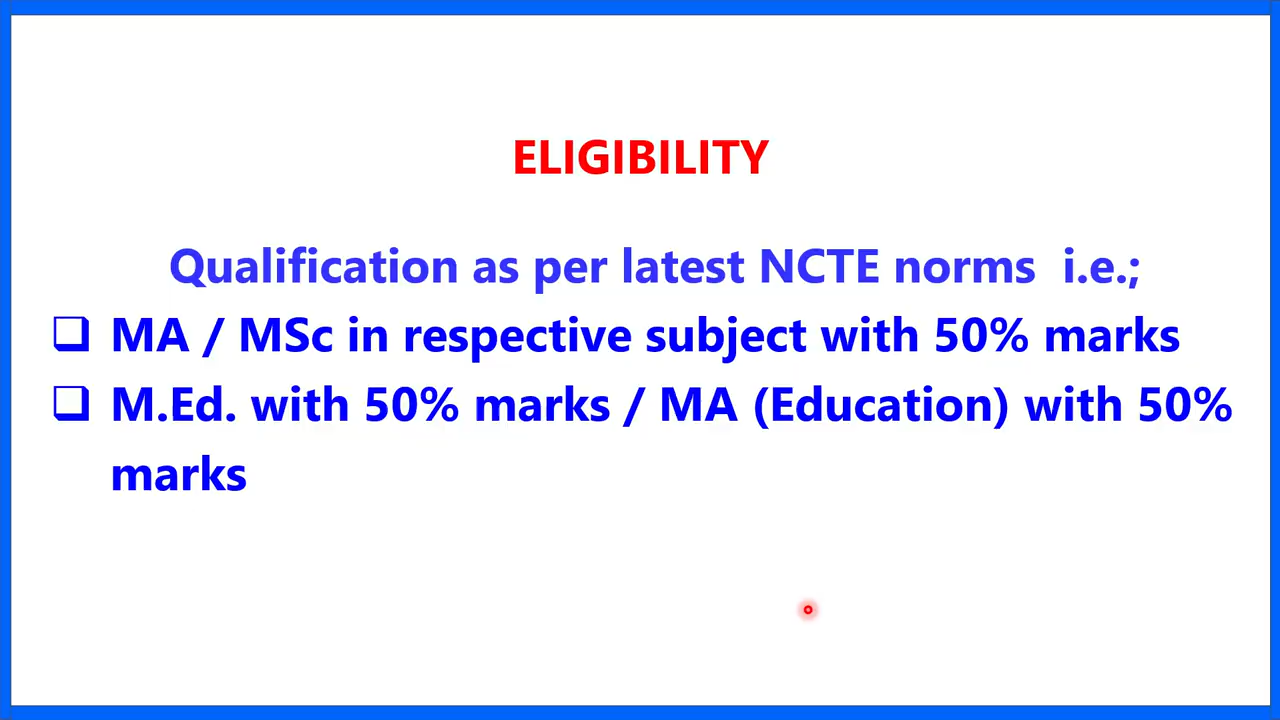 ELIGIBILITY
Qualification as per latest NCTE norms  i.e.;
❑ MA / MSc in respective subject with 50% marks
❑ M.Ed. with 50% marks / MA (Education) with 50%
marks